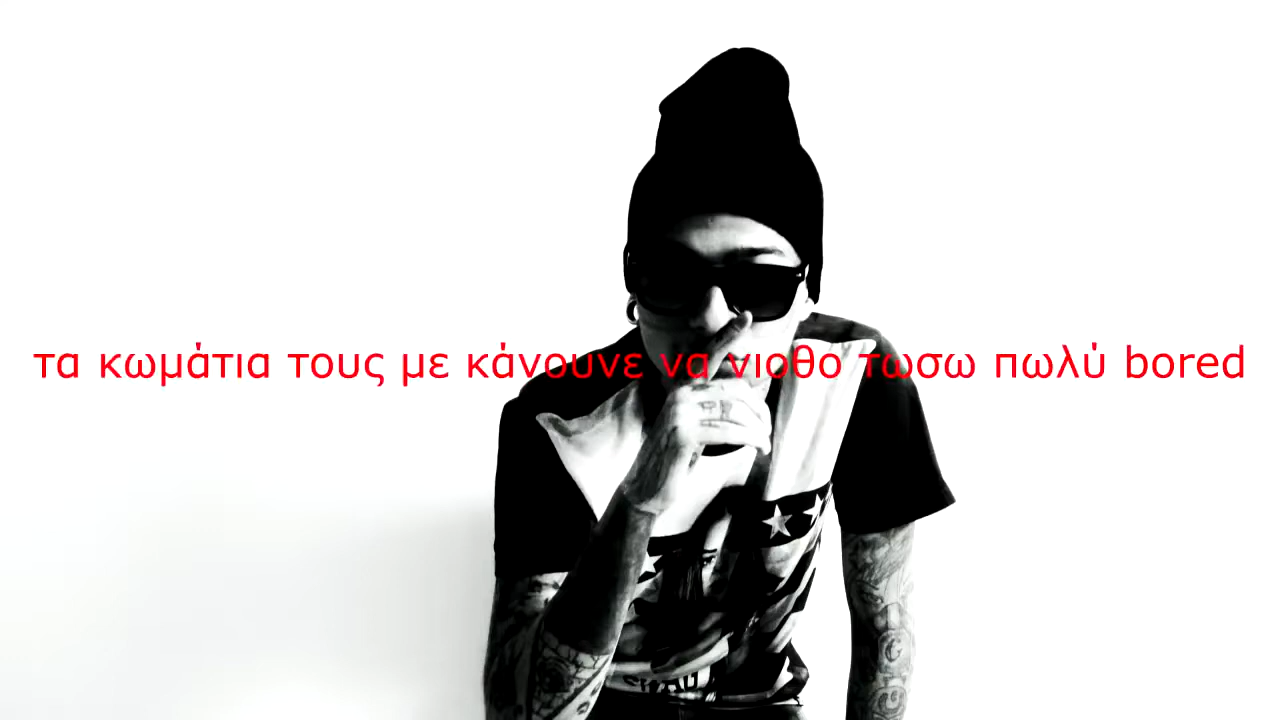 τα κωμάτια τους με κάνουνε να νιοθο τωσω πωλύ bored